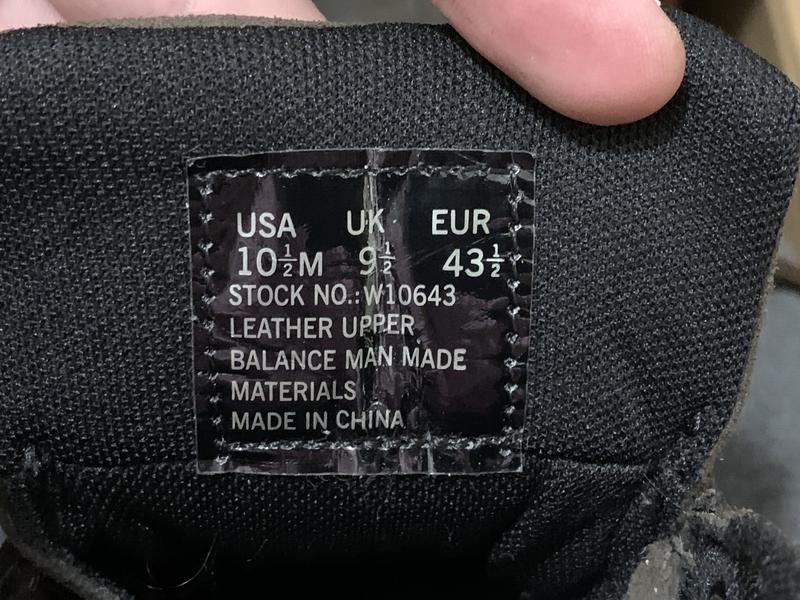 USA UK EUR
10½M 9½ 43½
STOCK NO.:W10643
LEATHER UPPER
BALANCE MAN MADE
MATERIALS
MADE IN CHINA